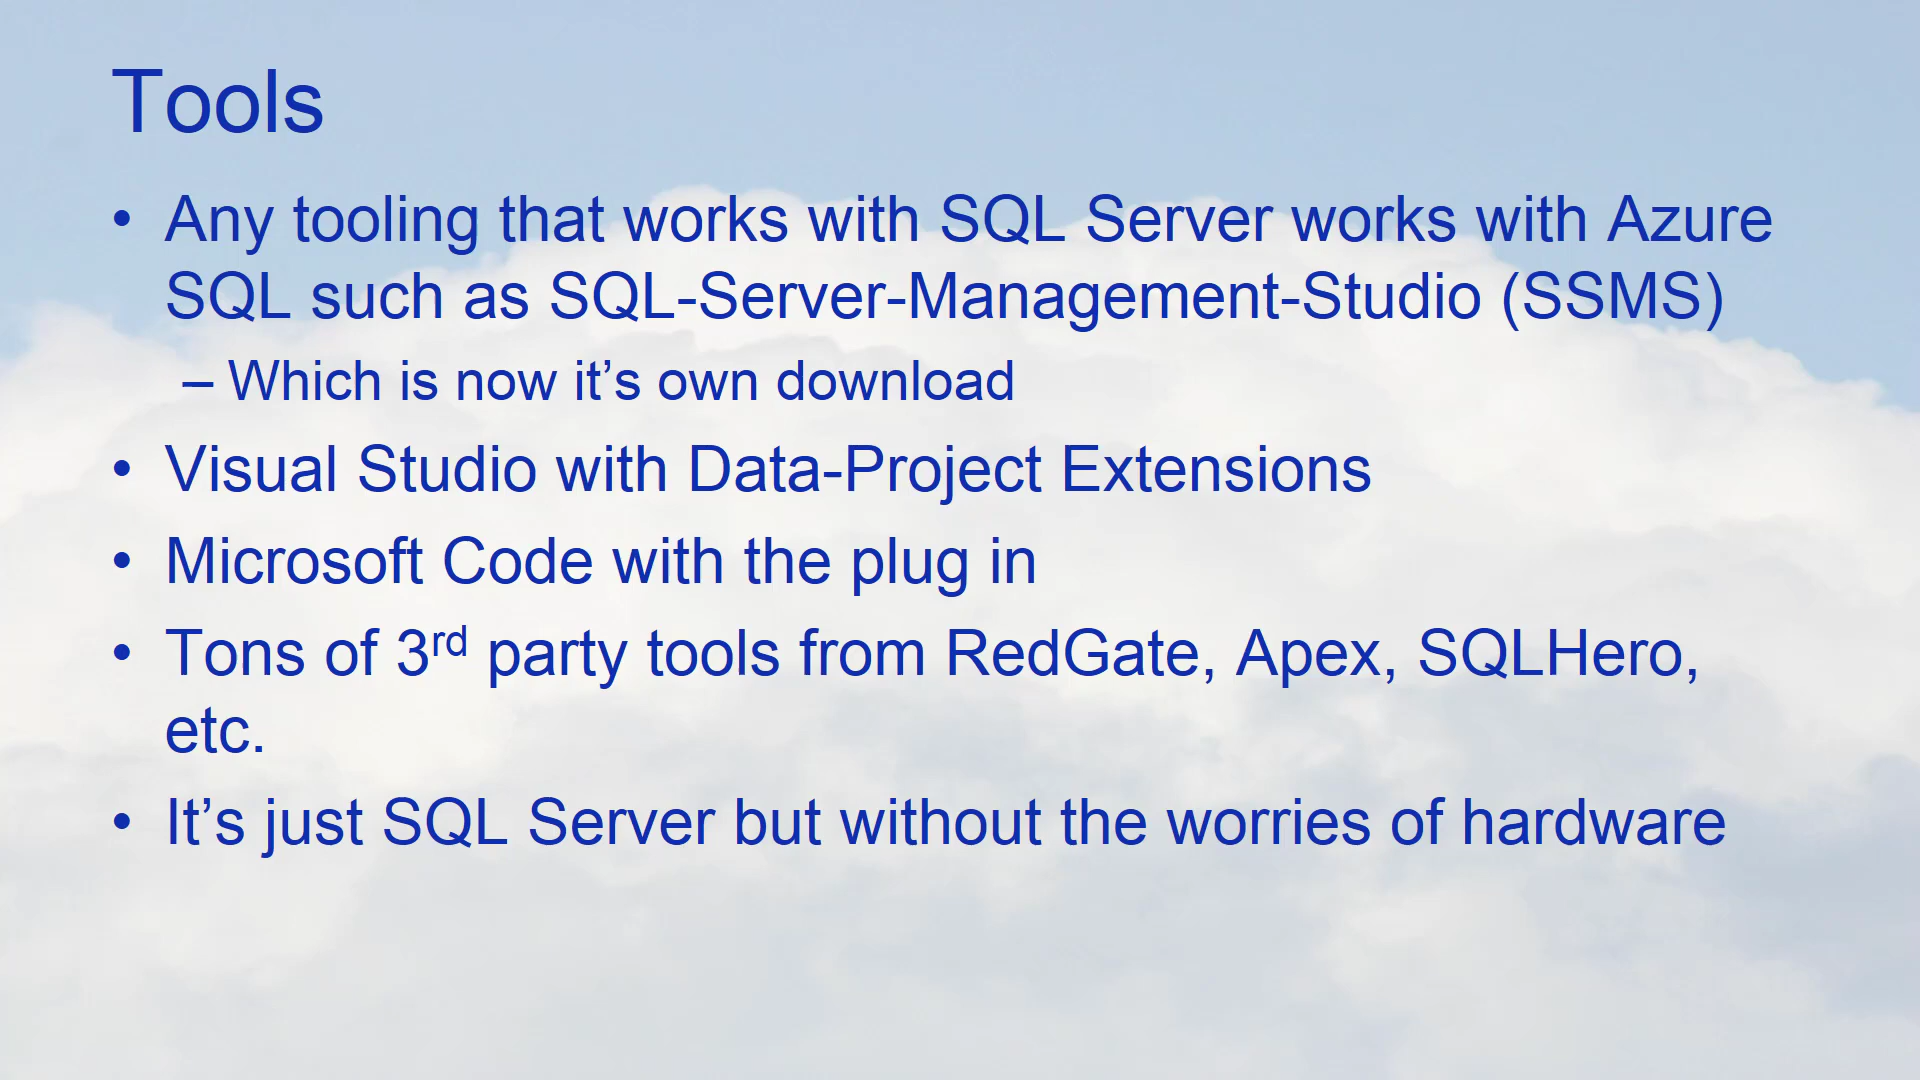 Tools
• Any tooling that works with SQL Server works with Azure
SQL such as SQL-Server-Management-Studio (SSMS)
– Which is now it’s own download
• Visual Studio with Data-Project Extensions
• Microsoft Code with the plug in
• Tons of 3rd party tools from RedGate, Apex, SQLHero,
etc.
• It’s just SQL Server but without the worries of hardware